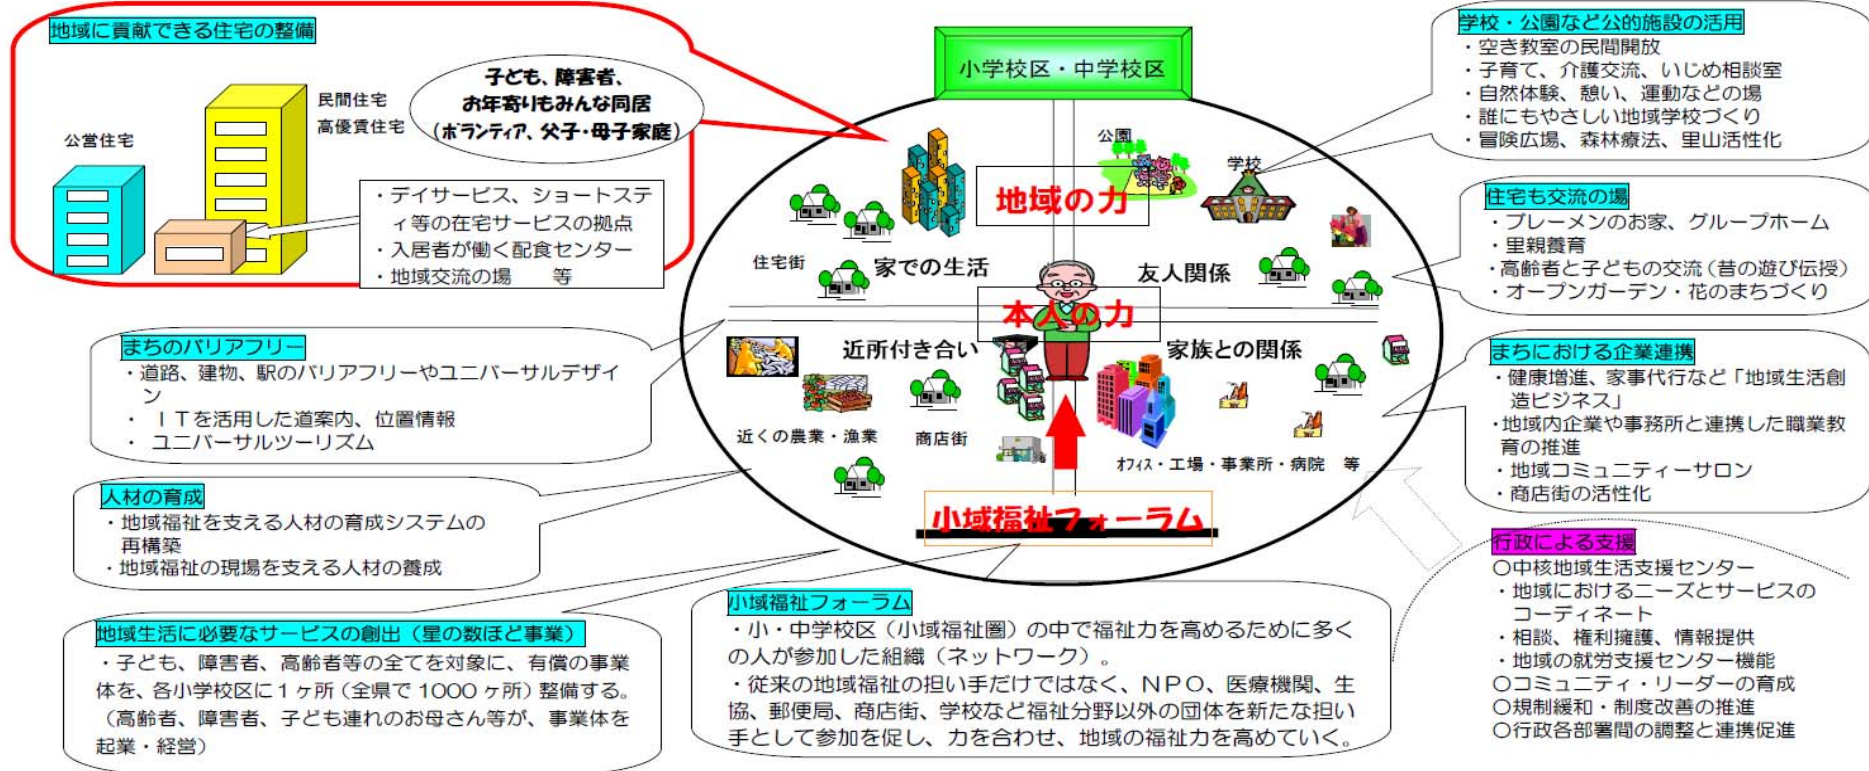 地域に貢献できる住宅の整備
公営住宅
民間住宅
高優賃住宅
子ども、障害者、
お年寄りもみんな同居
(ボランティア、父子・母子家庭)
・デイサービス、ショートステ
ィ等の在宅サービスの拠点
・入居者が働く配食センター
・地域交流の場　等
小学校区・中学校区
公園
学校
地域の力
住宅街
家での生活
友人関係
本人の力
近所付き合い
家族との関係
近くの農業・漁業
商店街
オフィス・工場・事業所・病院　等
小域福祉フォーラム
学校・公園など公的施設の活用
・空き教室の民間開放
・子育て、介護交流、いじめ相談室
・自然体験、憩い、運動などの場
・誰にもやさしい地域学校づくり
・冒険広場、森林療法、里山活性化
住宅も交流の場
・ブレーメンのお家、グループホーム
・里親養育
・高齢者と子どもの交流（昔の遊び伝授）
・オープンガーデン・花のまちづくり
まちにおける企業連携
・健康増進、家事代行など「地域生活創
造ビジネス」
・地域内企業や事務所と連携した職業教
育の推進
・地域コミュニティーサロン
・商店街の活性化
まちのバリアフリー
・道路、建物、駅のバリアフリーやユニバーサルデザイ
ン
・ＩＴを活用した道案内、位置情報
・ユニバーサルツーリズム
人材の育成
・地域福祉を支える人材の育成システムの
再構築
・地域福祉の現場を支える人材の養成
地域生活に必要なサービスの創出（星の数ほど事業）
・子ども、障害者、高齢者等の全てを対象に、有償の事業
体を、各小学校区に１ヶ所（全県で 1000 ヶ所）整備する。
（高齢者、障害者、子ども連れのお母さん等が、事業体を
起業・経営）
小域福祉フォーラム
・小・中学校区（小域福祉圏）の中で福祉力を高めるために多く
の人が参加した組織（ネットワーク）。
・従来の地域福祉の担い手だけではなく、ＮＰＯ、医療機関、生
協、郵便局、商店街、学校など福祉分野以外の団体を新たな担い
手として参加を促し、力を合わせ、地域の福祉力を高めていく。
行政による支援
○中核地域生活支援センター
・地域におけるニーズとサービスの
コーディネート
・相談、権利擁護、情報提供
・地域の就労支援センター機能
○コミュニティ・リーダーの育成
○規制緩和・制度改善の推進
○行政各部署間の調整と連携促進